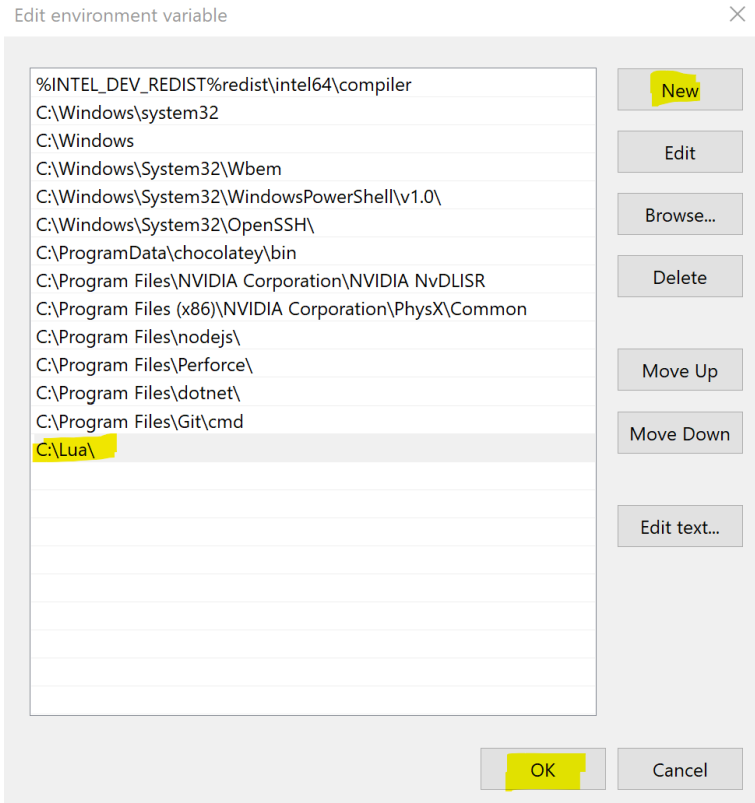 Edit environment variable
%INTEL_DEV_REDIST%redist\intel64\compiler
C:\Windows\system32
C:\Windows
C:\Windows\System32\Wbem
C:\Windows\System32\WindowsPowerShell\v1.0\
C:\Windows\System32\OpenSSH\
C:\ProgramData\chocolatey\bin
C:\Program Files\NVIDIA Corporation\NVIDIA NvDLISR
C:\Program Files (x86)\NVIDIA Corporation\PhysX\Common
C:\Program Files\nodejs\
C:\Program Files\Perforce\
C:\Program Files\dotnet\
C:\Program Files\Git\cmd
C:\Lua\
New
Edit
Browse...
Delete
Move Up
Move Down
Edit text...
OK
Cancel